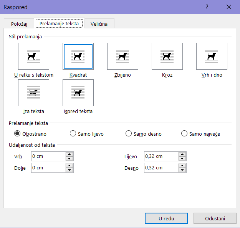 Raspored
Položaj Prelamanje teksta Veličina
Stil prelamanja
U ravni s tekstom Kvadrat Zbijeno Kroz Vrh i dno
Iza teksta Ispred teksta
Prelamanje teksta
Obostrano Samo lijevo Samo desno Samo najveća
Udaljenost od teksta
Vrh 0 cm Lijevo 0,32 cm
Dolje 0 cm Desno 0,32 cm
U redu Odustani